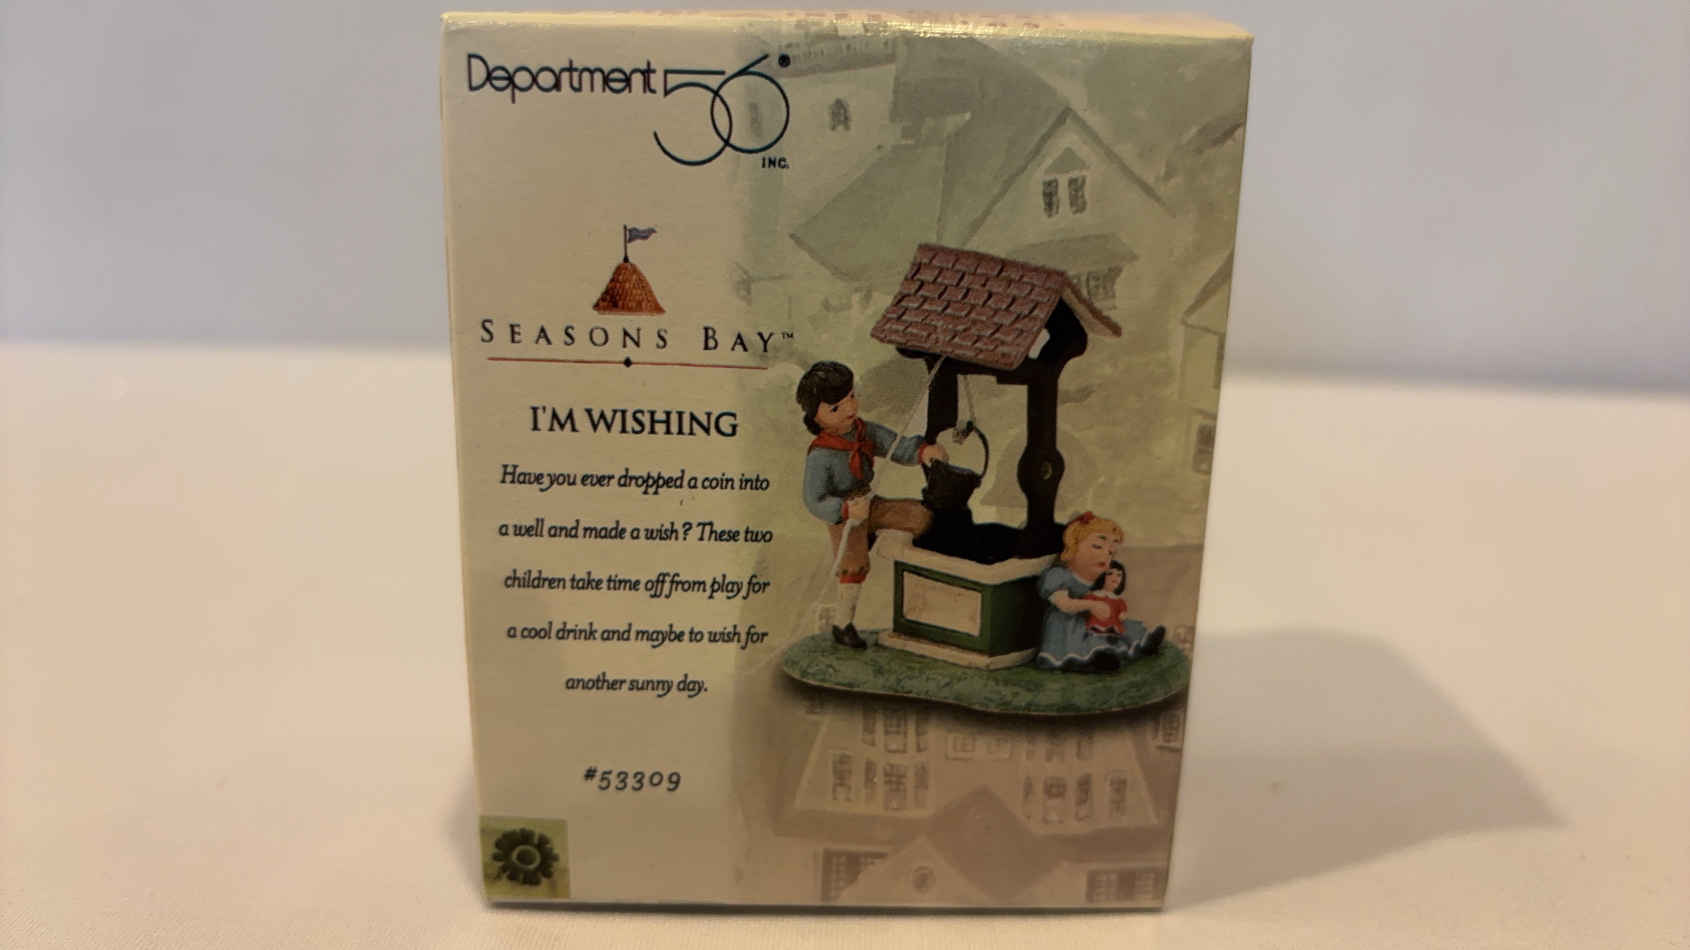 Department 56®
INC.
SEASONS BAY™
I'M WISHING
Have you ever dropped a coin into
a well and made a wish? These two
children take time off from play for
a cool drink and maybe to wish for
another sunny day.
#53309